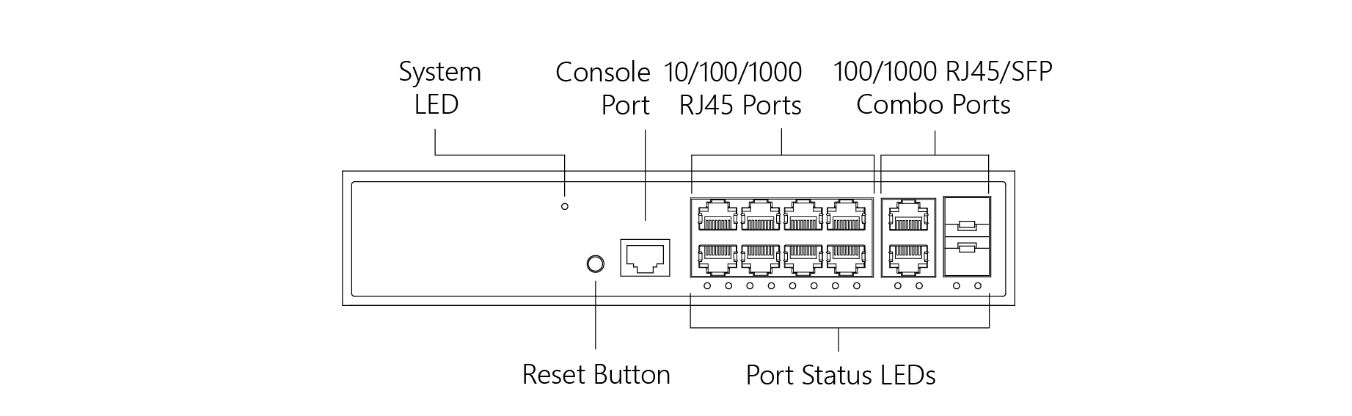 System
LED
Console
Port
10/100/1000
RJ45 Ports
100/1000 RJ45/SFP
Combo Ports
Reset Button
Port Status LEDs